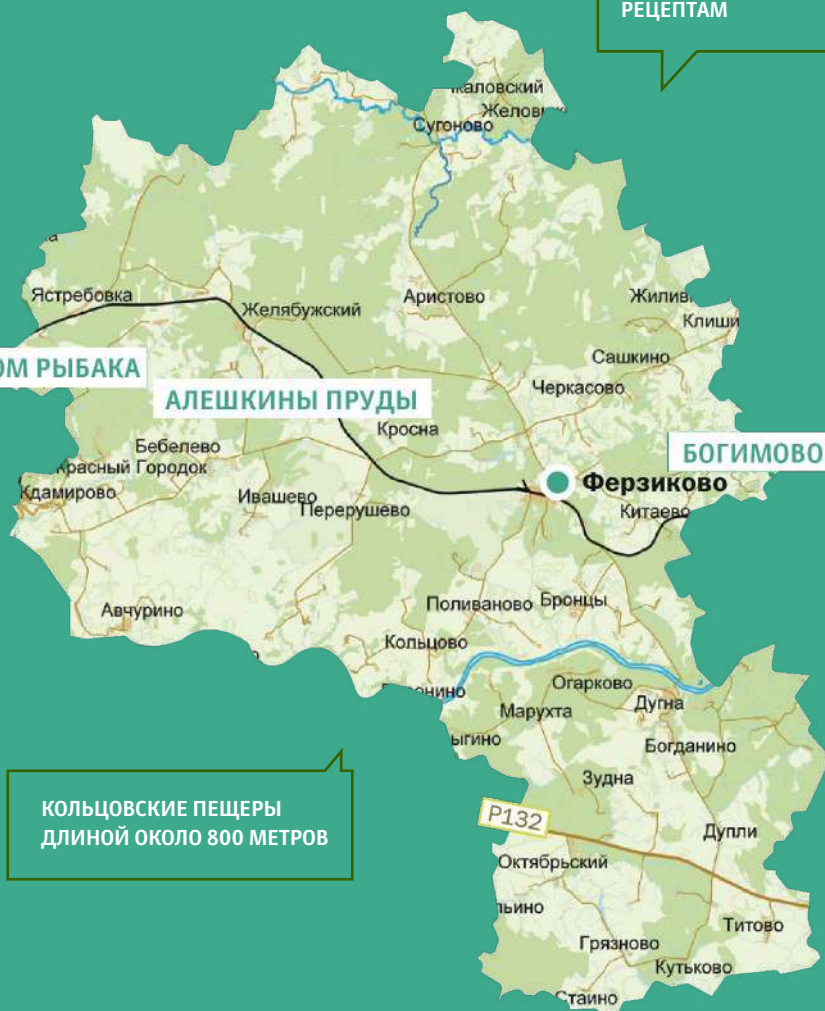 РЕЦЕПТАМ
Сугоново
Ястребовка
Желябужский
Аристово
Клиши
Сашкино
РЫБАКА
Черкасово
АЛЕШКИНЫ ПРУДЫ
Кросна
Бебелево
БОГИМОВО
Красный Городок
Ферзиково
Кдамирово
Ивашево
Перерушево
Китаево
Авчурино
Поливаново
Бронцы
Кольцово
Огарково
Дугна
Марухта
Богданино
Зудна
КОЛЬЦОВСКИЕ ПЕЩЕРЫ
ДЛИНОЙ ОКОЛО 800 МЕТРОВ
Р132
Дупли
Октябрьский
Титово
Грязново
Кутьково
Стаино